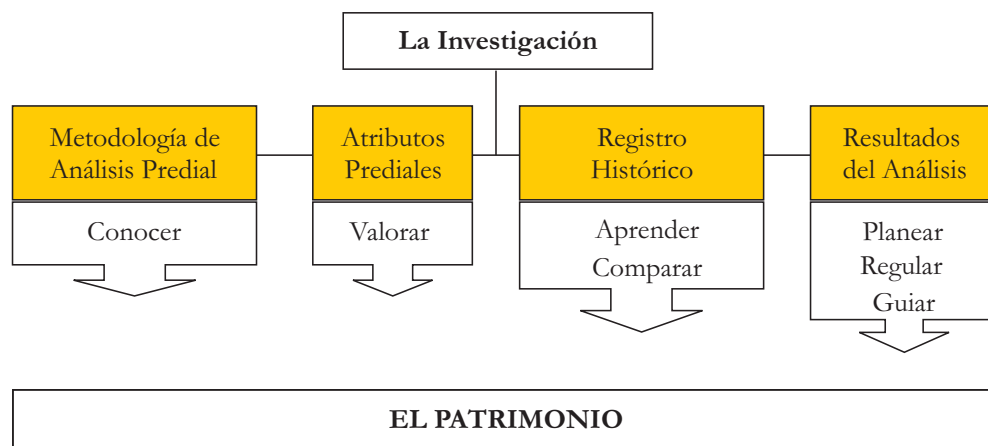 La Investigación
Metodología de
Análisis Predial
Conocer
Atributos
Prediales
Valorar
Registro
Histórico
Aprender
Comparar
Resultados
del Análisis
Planear
Regular
Guiar
EL PATRIMONIO